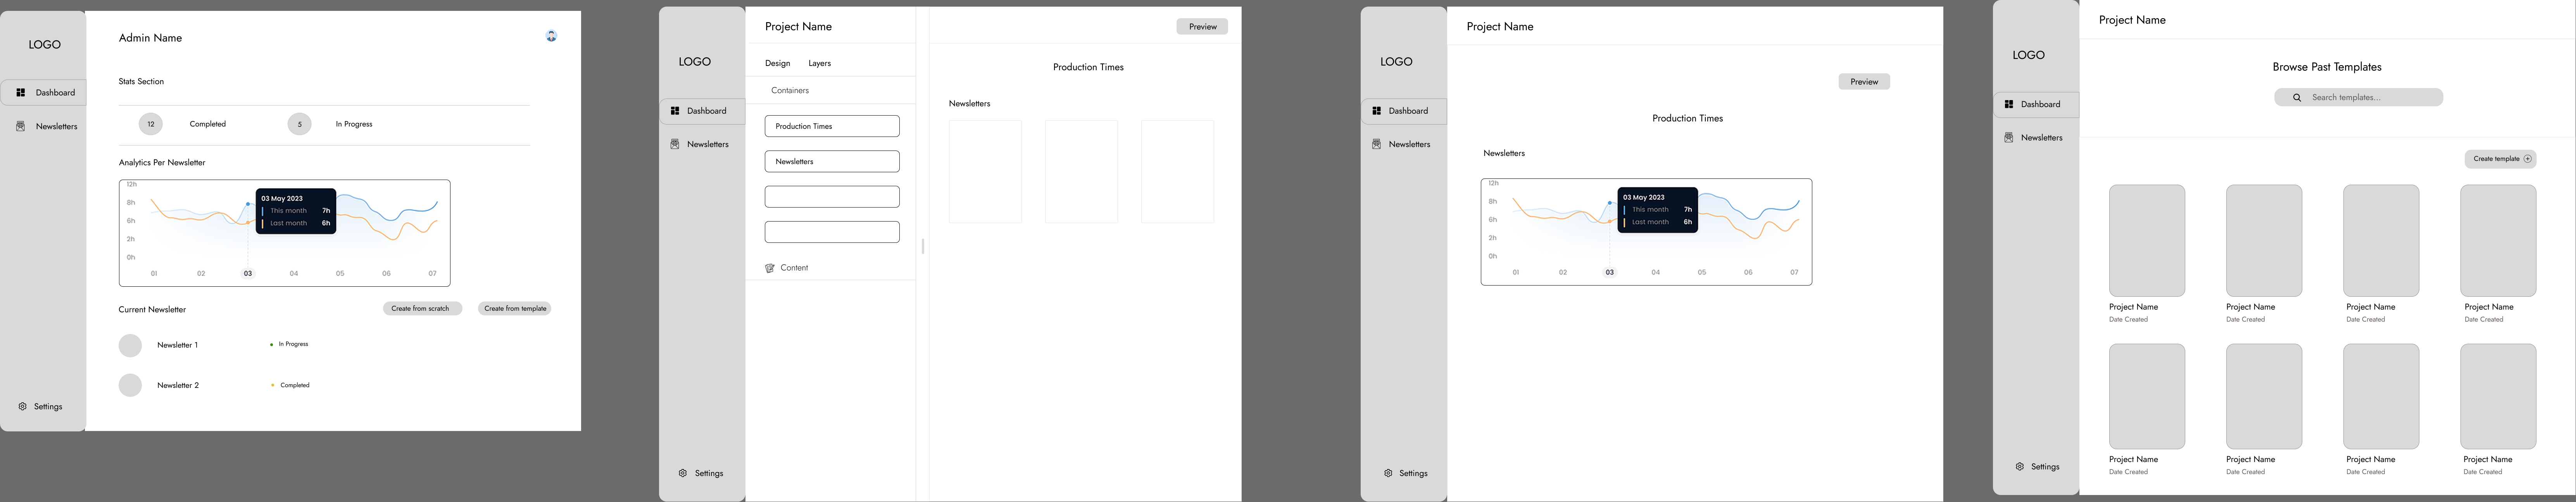 LOGO
Dashboard
Newsletters
Settings
Admin Name
Stats Section
12 Completed 5 In Progress
Analytics Per Newsletter
12h
8h
6h
2h
0h
03 May 2023
This month 7h
Last month 6h
01 02 03 04 05 06 07
Current Newsletter Create from scratch Create from template
Newsletter 1 In Progress
Newsletter 2 Completed
LOGO
Dashboard
Newsletters
Settings
Project Name
Design Layers
Containers
Production Times
Newsletters
Content
Preview
Production Times
Newsletters
LOGO
Dashboard
Newsletters
Settings
Project Name
Preview
Production Times
Newsletters
12h
8h
6h
2h
0h
03 May 2023
This month 7h
Last month 6h
01 02 03 04 05 06 07
LOGO
Dashboard
Newsletters
Settings
Project Name
Browse Past Templates
Search templates...
Create template
Project Name Project Name Project Name Project Name
Date Created Date Created Date Created Date Created
Project Name Project Name Project Name Project Name
Date Created Date Created Date Created Date Created